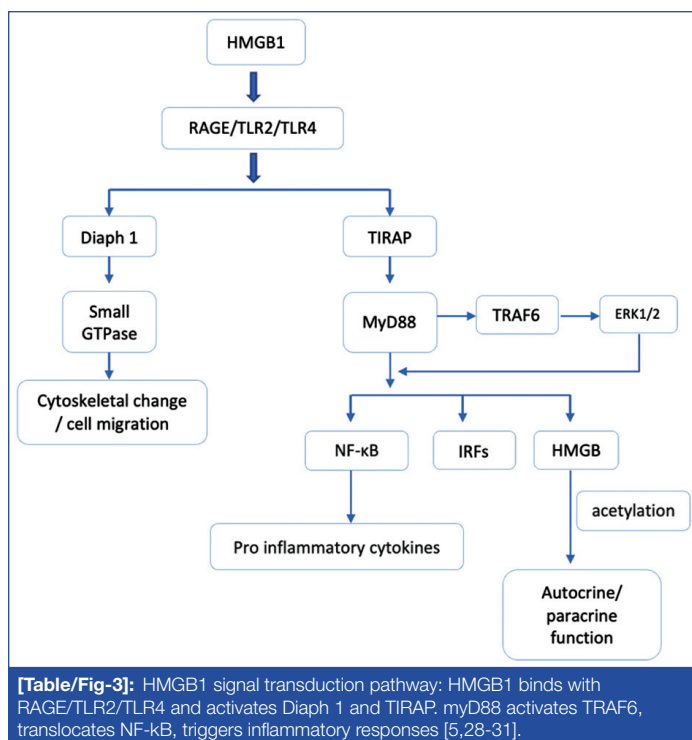 HMGB1
RAGE/TLR2/TLR4
Diaph 1
TIRAP
Small
GTPase
MyD88
TRAF6
ERK1/2
Cytoskeletal change
/ cell migration
NF-κB
IRFs
HMGB
acetylation
Pro inflammatory cytokines
Autocrine/
paracrine
function
[Table/Fig-3]: HMGB1 signal transduction pathway: HMGB1 binds with
RAGE/TLR2/TLR4 and activates Diaph 1 and TIRAP. myD88 activates TRAF6,
translocates NF-kB, triggers inflammatory responses [5,28-31].